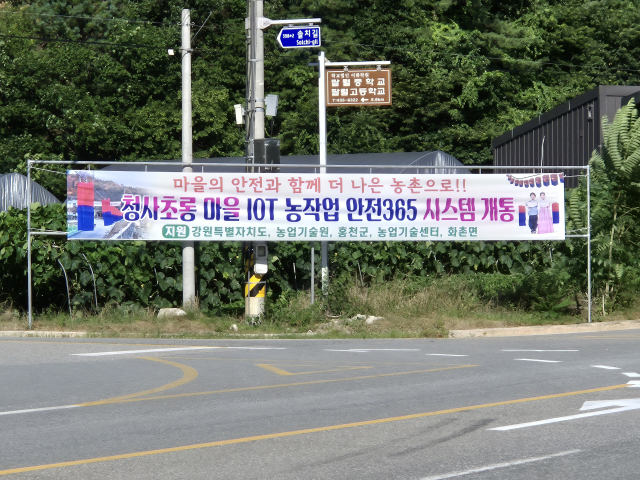 솔치길
Solchi-gil
팔렬중학교
팔렬고등학교
마을의 안전과 함께 더 나은 농촌으로!!
청사초롱 마을 IOT 농작업 안전365 시스템 개통
지원 강원특별자치도, 농업기술원, 홍천군, 농업기술센터, 화촌면